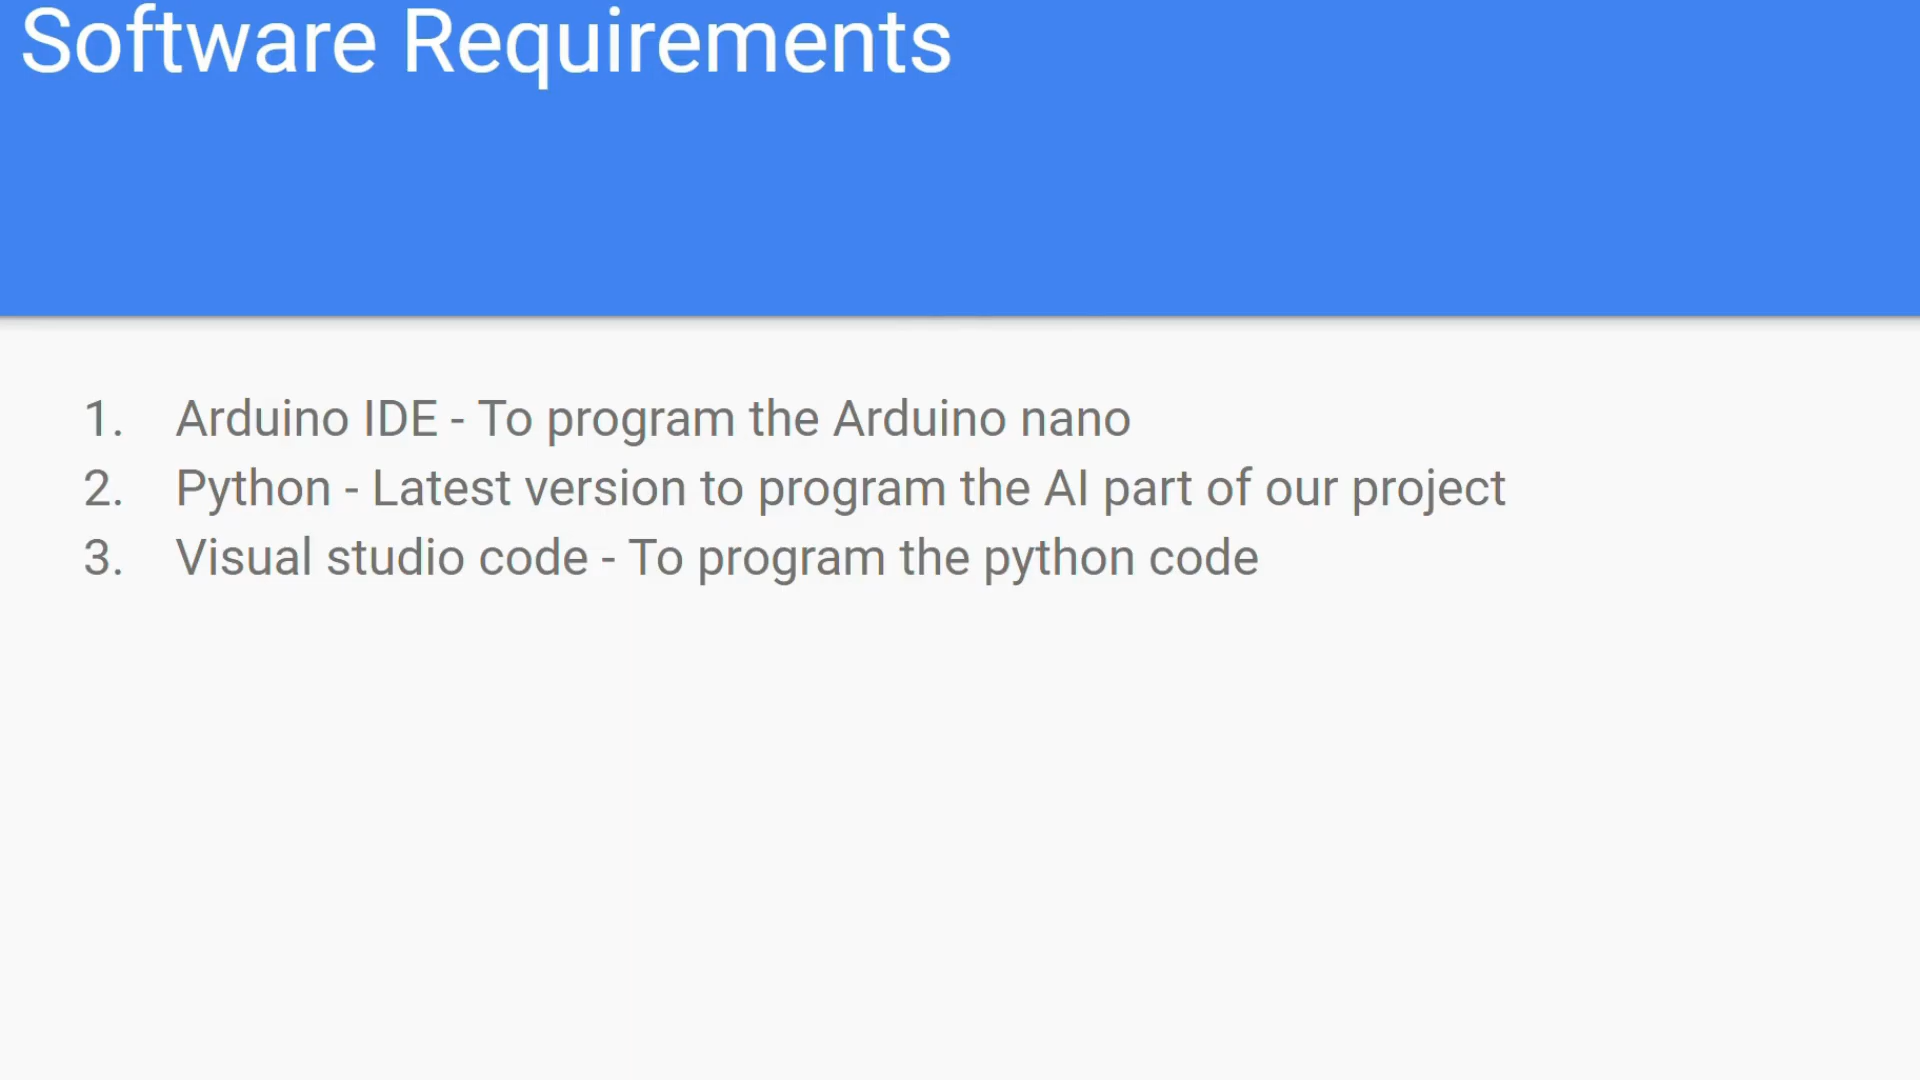 Software Requirements
1. Arduino IDE - To program the Arduino nano
2. Python - Latest version to program the AI part of our project
3. Visual studio code - To program the python code